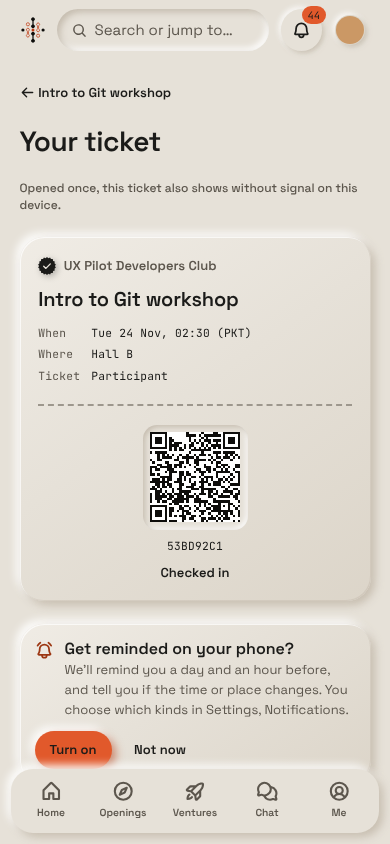 Search or jump to...
44
Intro to Git workshop
Your ticket
Opened once, this ticket also shows without signal on this
device.
UX Pilot Developers Club
Intro to Git workshop
When Tue 24 Nov, 02:30 (PKT)
Where Hall B
Ticket Participant
53BD92C1
Checked in
Get reminded on your phone?
We'll remind you a day and an hour before,
and tell you if the time or place changes. You
choose which kinds in Settings, Notifications.
Turn on Not now
Home Openings Ventures Chat Me